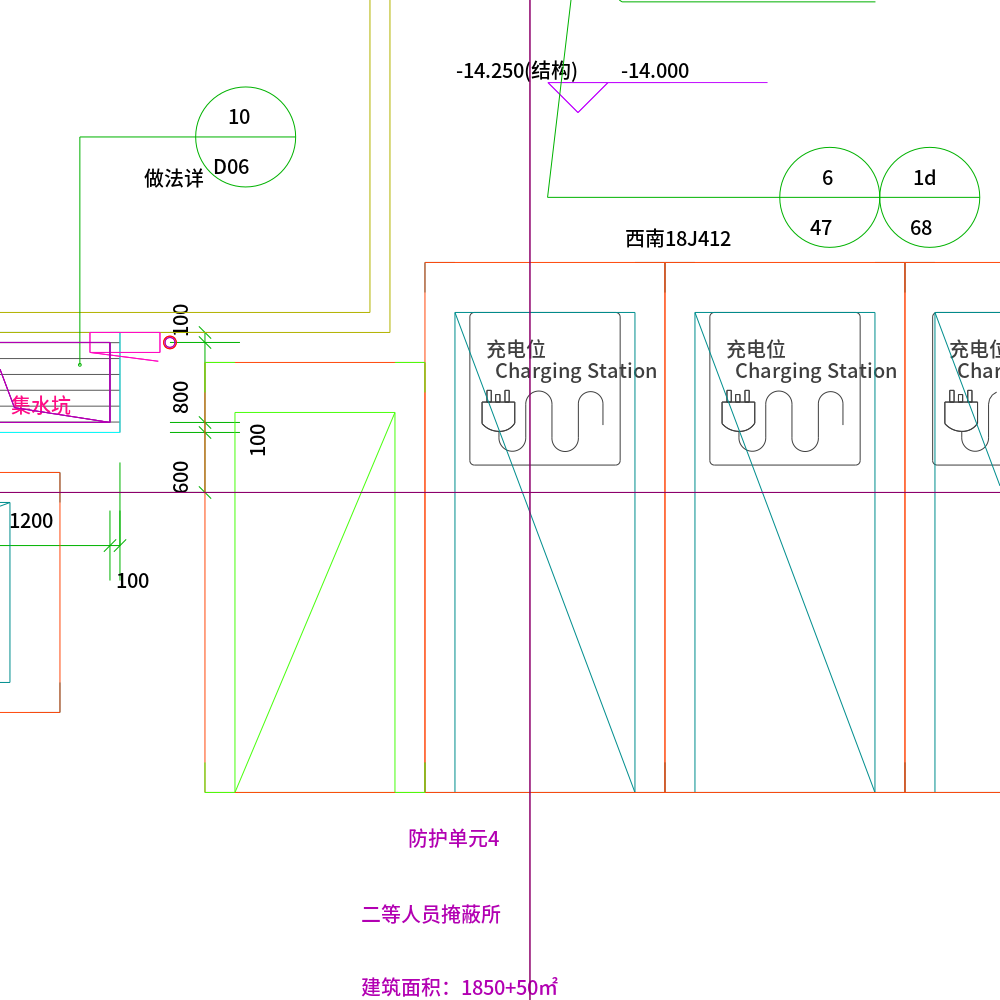 -14.250(结构)
-14.000
10
D06
做法详
6
47
1d
68
西南18J412
100
800
100
600
集水坑
1200
100
充电位
Charging Station
充电位
Charging Station
充电位
Char
防护单元4
二等人员掩蔽所
建筑面积：1850+50㎡